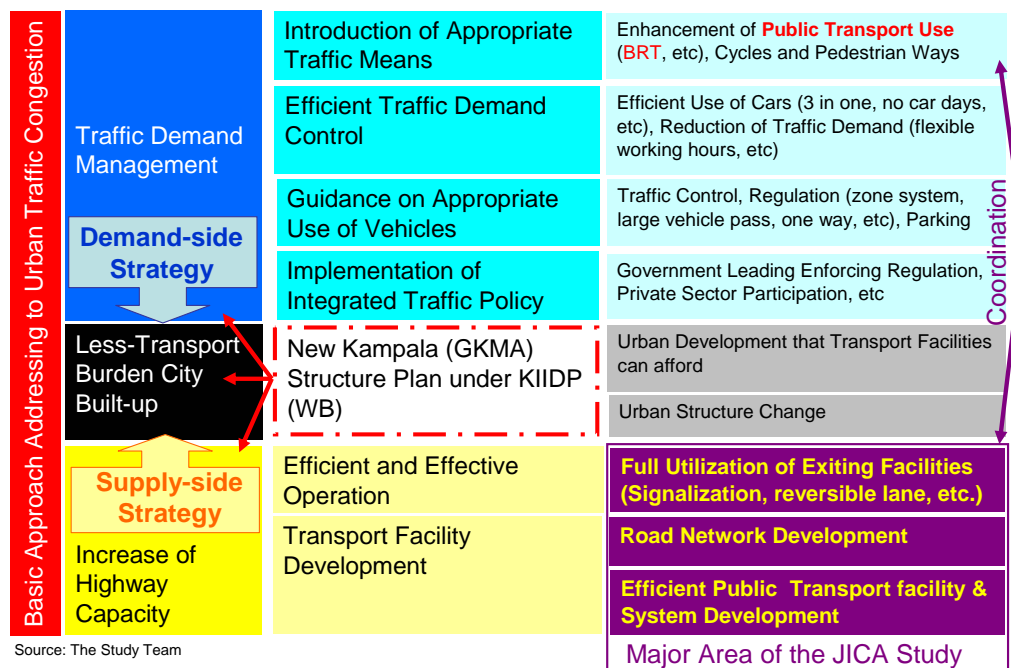 Basic Approach Addressing to Urban Traffic Congestion
Traffic Demand
Management
Demand-side
Strategy
Less-Transport
Burden City
Built-up
Supply-side
Strategy
Increase of
Highway
Capacity
Introduction of Appropriate
Traffic Means
Efficient Traffic Demand
Control
Guidance on Appropriate
Use of Vehicles
Implementation of
Integrated Traffic Policy
New Kampala (GKMA)
Structure Plan under KIIDP
(WB)
Efficient and Effective
Operation
Transport Facility
Development
Enhancement of Public Transport Use
(BRT, etc), Cycles and Pedestrian Ways
Efficient Use of Cars (3 in one, no car days,
etc), Reduction of Traffic Demand (flexible
working hours, etc)
Traffic Control, Regulation (zone system,
large vehicle pass, one way, etc), Parking
Government Leading Enforcing Regulation,
Private Sector Participation, etc
Urban Development that Transport Facilities
can afford
Urban Structure Change
Full Utilization of Exiting Facilities
(Signalization, reversible lane, etc.)
Road Network Development
Efficient Public Transport facility &
System Development
Major Area of the JICA Study
Coordination
Source: The Study Team